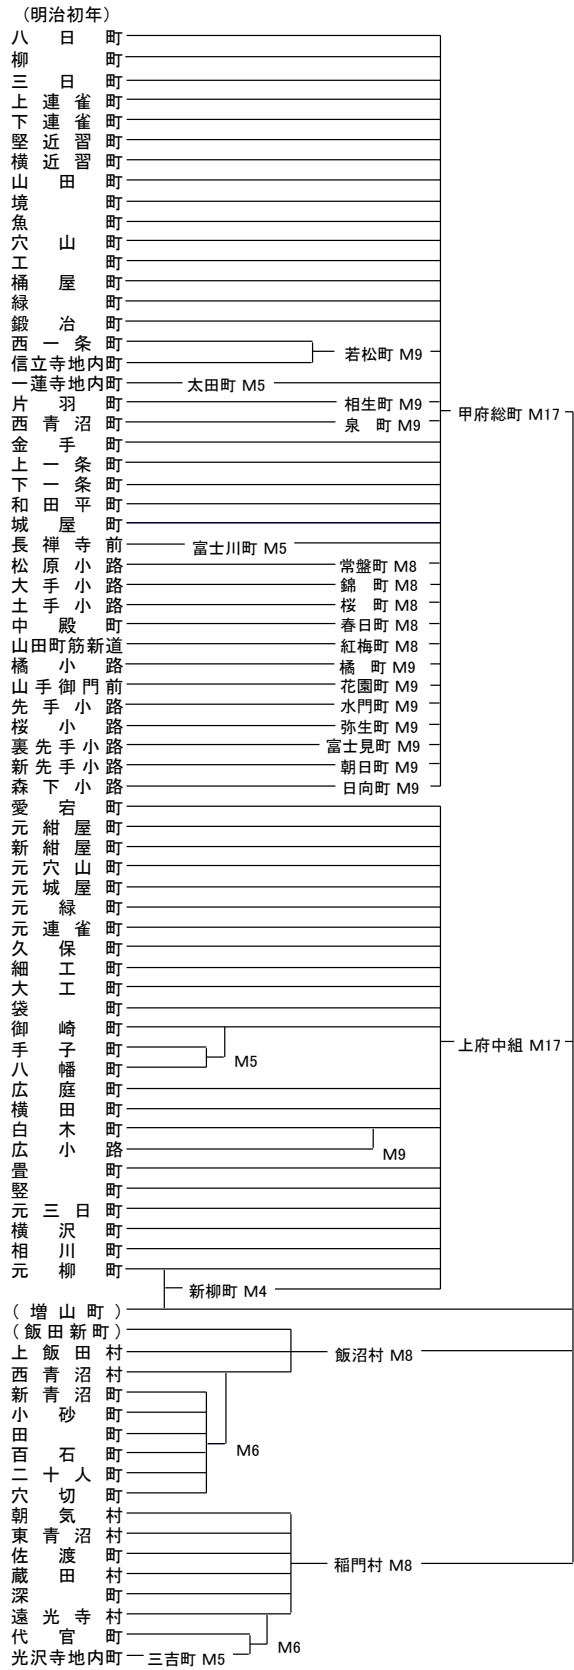 （明治初年）
八日町
柳町
三日町
上連雀町
下連雀町
堅近習町
横近習町
山田町
境町
魚町
穴山町
工町
桶屋町
緑町
鍛冶町
西一条町
信立寺地内町
若松町 M9
一蓮寺地内町 太田町 M5
片羽町 相生町 M9
甲府総町 M17
西青沼町 泉町 M9
金手町
上一条町
下一条町
和田平町
城屋町
長禅寺前 富士川町 M5
松原小路 常盤町 M8
大手小路 錦町 M8
土手小路 桜町 M8
中殿町 春日町 M8
山田町筋新道 紅梅町 M8
橘小路 橘町 M9
山手御門前 花園町 M9
先手小路 水門町 M9
桜小路 弥生町 M9
裏先手小路 富士見町 M9
新先手小路 朝日町 M9
森下小路 日向町 M9
愛宕町
元紺屋町
新紺屋町
元穴山町
元城屋町
元緑町
元連雀町
久保町
細工町
大工町
袋町
御崎町
手子町
上府中組 M17
八幡町
M5
広庭町
横田町
白木町
広小路
M9
畳町
竪町
元三日町
横沢町
相川町
元柳町
新柳町 M4
（増山町）
（飯田新町）
上飯田村 飯沼村 M8
西青沼村
新青沼町
小砂町
田町
百石町
M6
二十人町
穴切町
朝気村
東青沼村
佐渡町
稲門村 M8
蔵田村
深町
遠光寺村
代官町
M6
光沢寺地内町 三吉町 M5